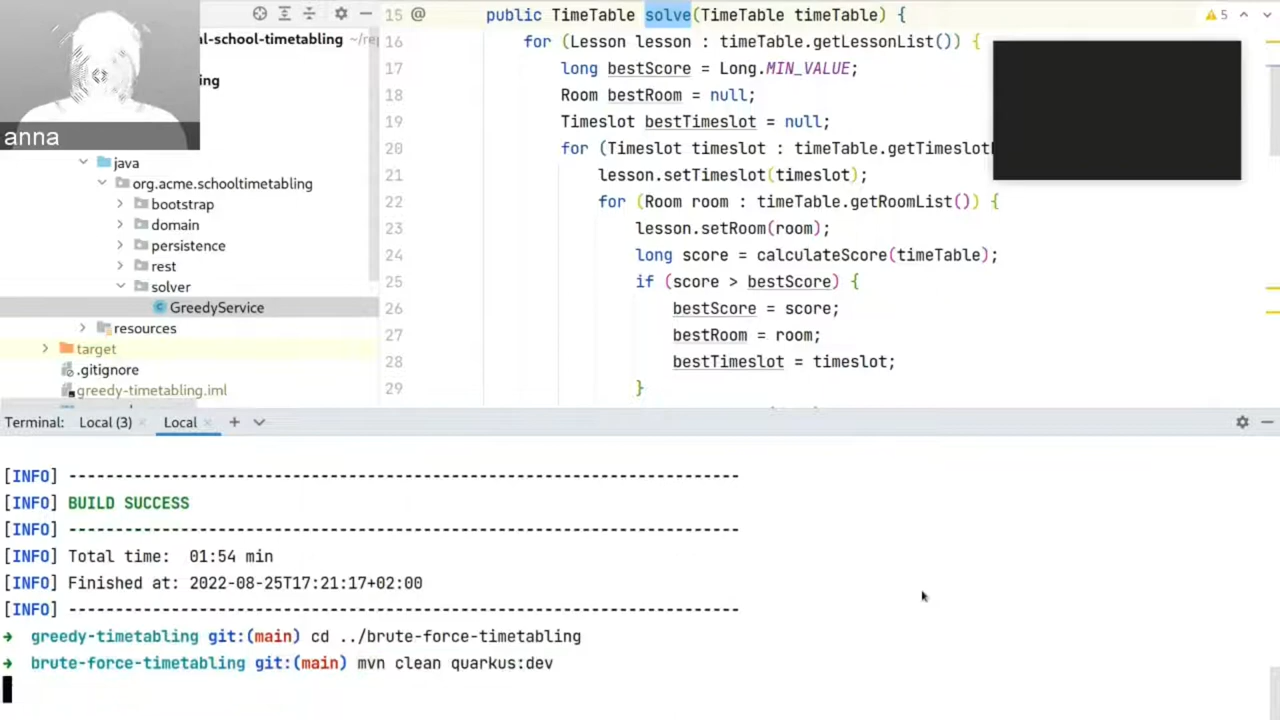 l-school-timetabling ~/re
ing
anna
java
org.acme.schooltimetabling
bootstrap
domain
persistence
rest
solver
GreedyService
resources
target
.gitignore
greedy-timetabling.iml
15 @ public TimeTable solve(TimeTable timeTable) {
16 for (Lesson lesson : timeTable.getLessonList()) {
17 long bestScore = Long.MIN_VALUE;
18 Room bestRoom = null;
19 Timeslot bestTimeslot = null;
20 for (Timeslot timeslot : timeTable.getTimeslot
21 lesson.setTimeslot(timeslot);
22 for (Room room : timeTable.getRoomList()) {
23 lesson.setRoom(room);
24 long score = calculateScore(timeTable);
25 if (score > bestScore) {
26 bestScore = score;
27 bestRoom = room;
28 bestTimeslot = timeslot;
29 }
5
Terminal: Local (3) × Local × +
[INFO] ------------------------------------------------------------------------
[INFO] BUILD SUCCESS
[INFO] ------------------------------------------------------------------------
[INFO] Total time:  01:54 min
[INFO] Finished at: 2022-08-25T17:21:17+02:00
[INFO] ------------------------------------------------------------------------
➜  greedy-timetabling git:(main) cd ../brute-force-timetabling
➜  brute-force-timetabling git:(main) mvn clean quarkus:dev